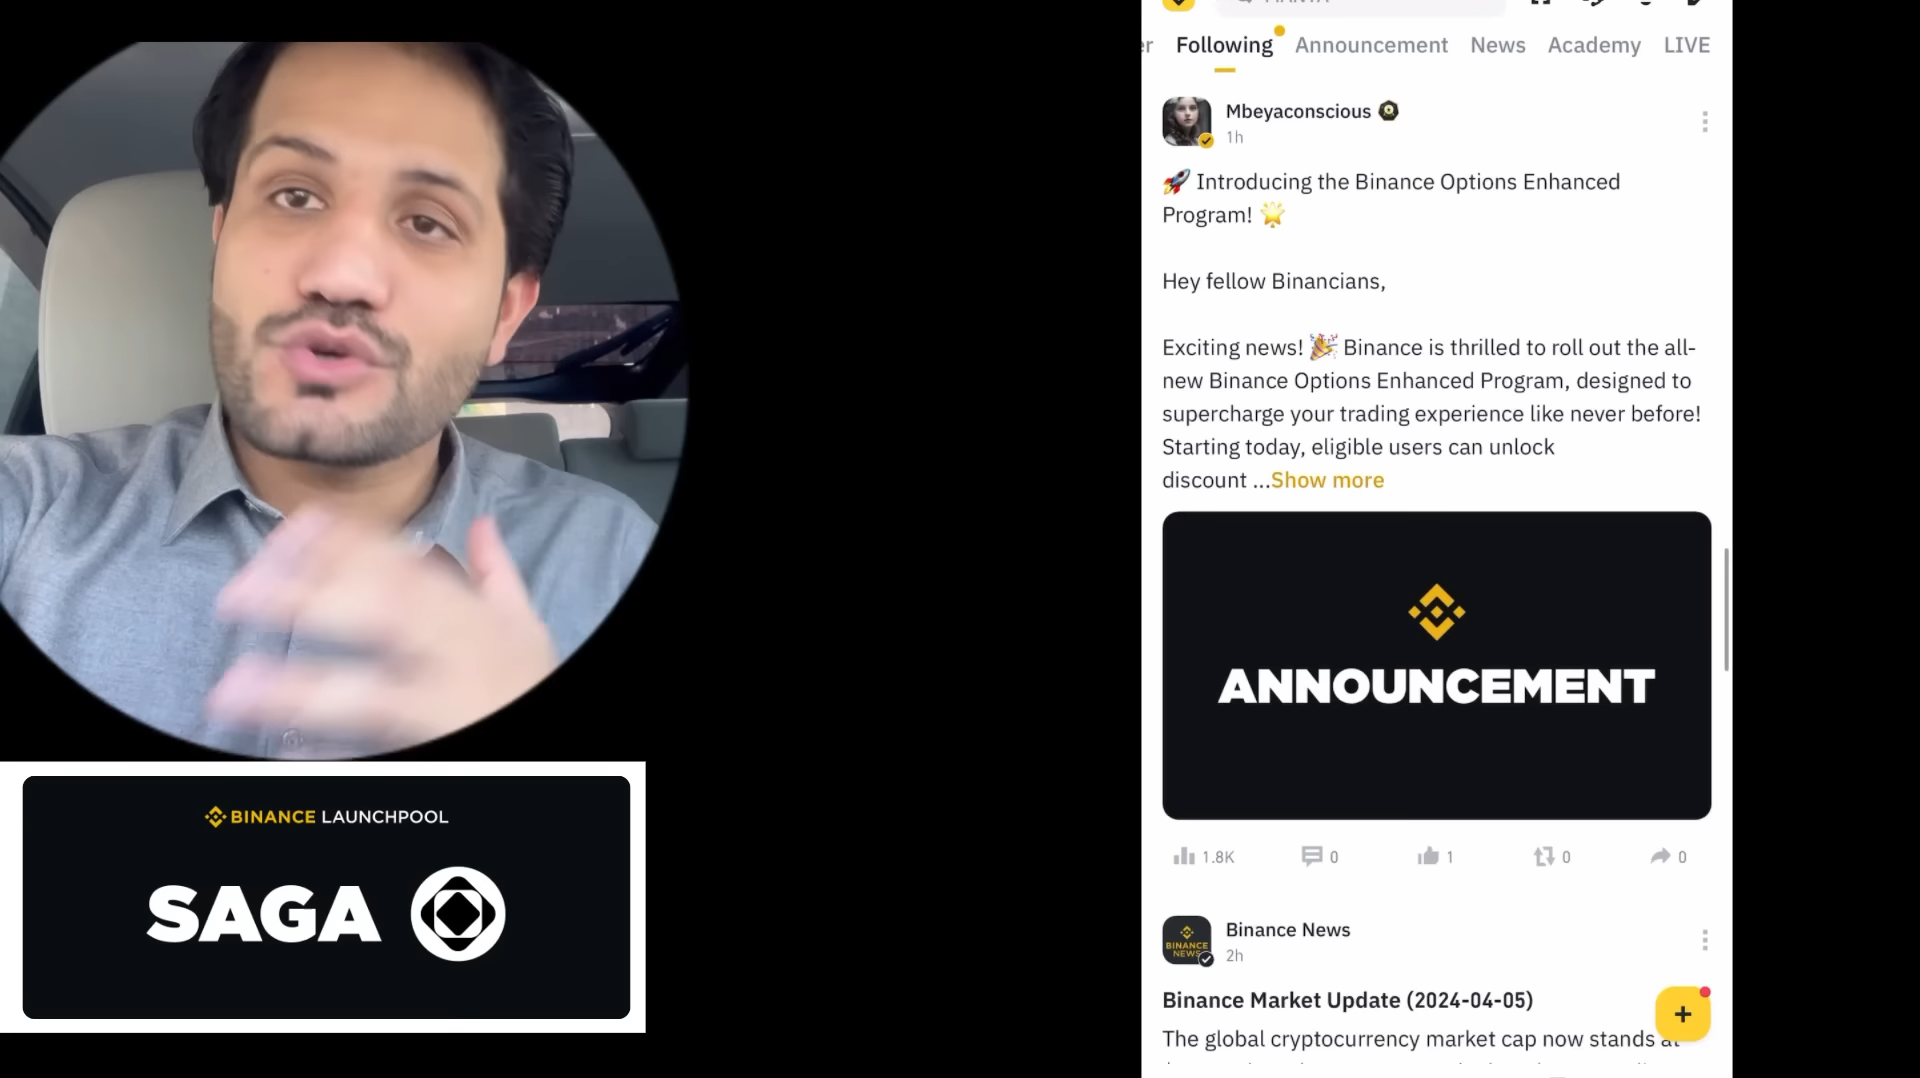 Following
Announcement
News
Academy
LIVE
Mbeyaconscious
1h
🚀 Introducing the Binance Options Enhanced
Program! 🌟
Hey fellow Binancians,
Exciting news! 🎉 Binance is thrilled to roll out the all-
new Binance Options Enhanced Program, designed to
supercharge your trading experience like never before!
Starting today, eligible users can unlock
discount ...Show more
ANNOUNCEMENT
1.8K
0
1
0
0
Binance News
2h
BINANCE
NEWS
Binance Market Update (2024-04-05)
The global cryptocurrency market cap now stands at
+
BINANCE LAUNCHPOOL
SAGA